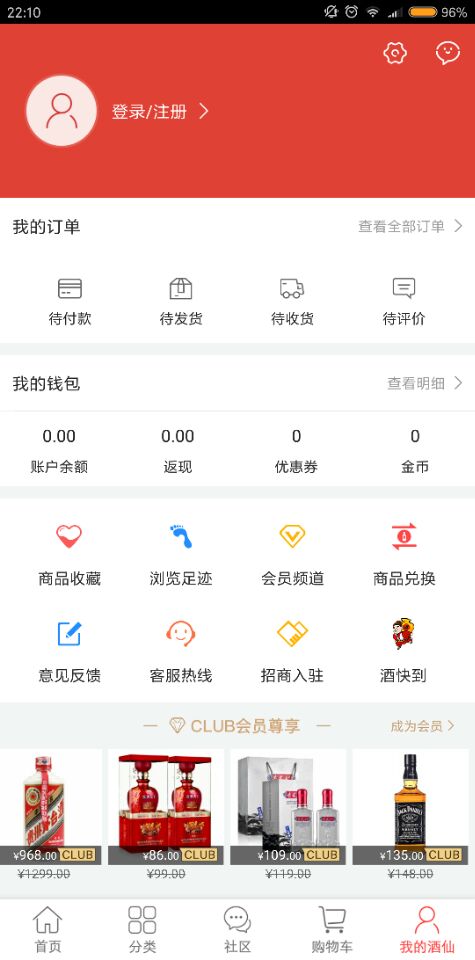 22:10
96%
登录/注册
我的订单
查看全部订单
待付款
待发货
待收货
待评价
我的钱包
查看明细
0.00
0.00
0
0
账户余额
返现
优惠券
金币
商品收藏
浏览足迹
会员频道
商品兑换
意见反馈
客服热线
招商入驻
酒快到
CLUB会员尊享
成为会员
JACK DANIEL'S
¥968.00 CLUB
¥86.00 CLUB
¥109.00 CLUB
¥135.00 CLUB
¥1299.00
¥99.00
¥119.00
¥148.00
首页
分类
社区
购物车
我的酒仙